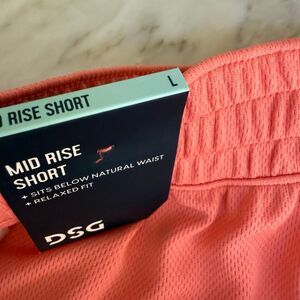 D RISE SHORT L
MID RISE
SHORT
+ SITS BELOW NATURAL WAIST
+ RELAXED FIT
DSG